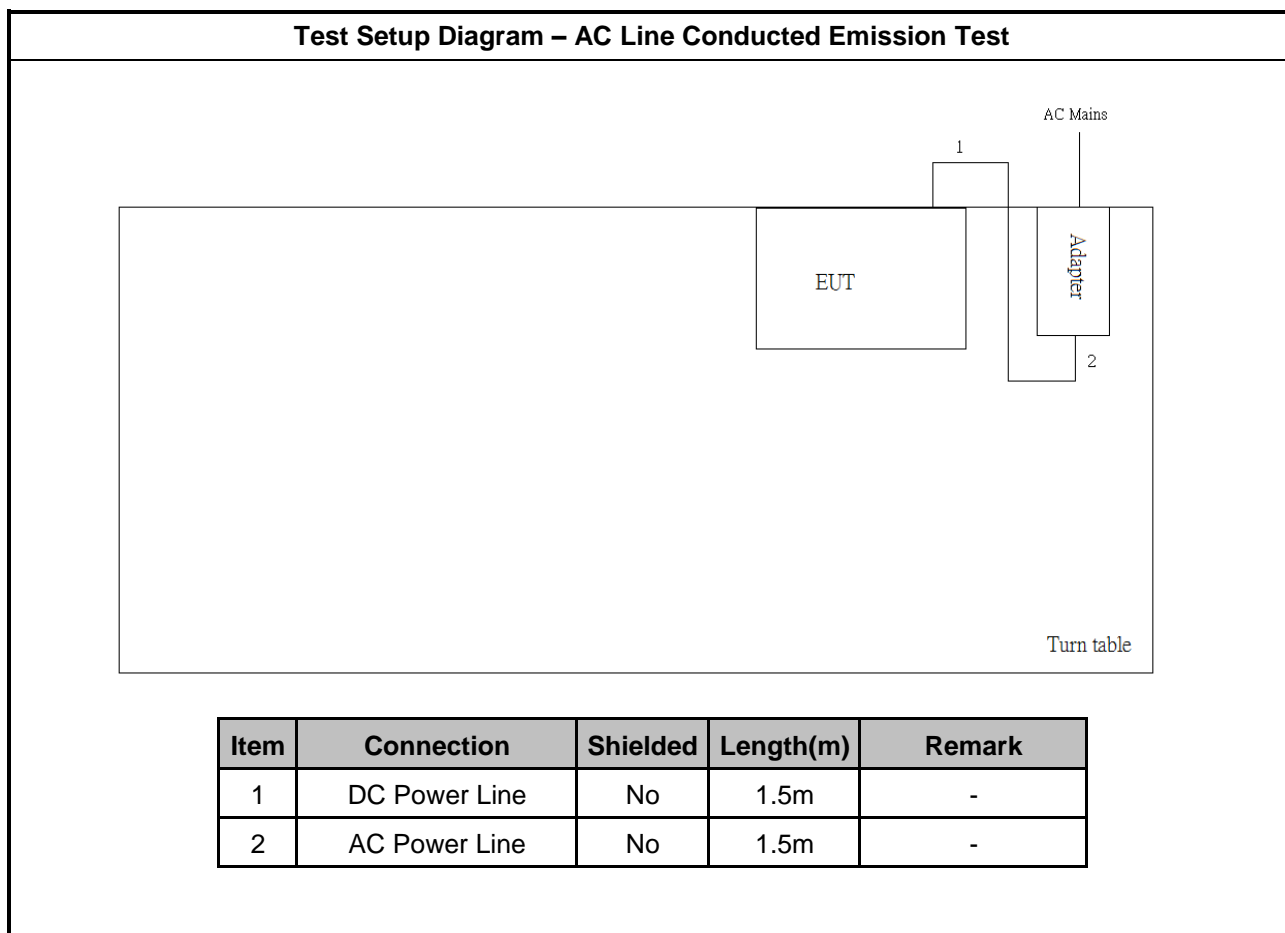 Test Setup Diagram – AC Line Conducted Emission Test
AC Mains
1
Adapter
EUT
2
Turn table
Item Connection Shielded Length(m) Remark
1 DC Power Line No 1.5m -
2 AC Power Line No 1.5m -